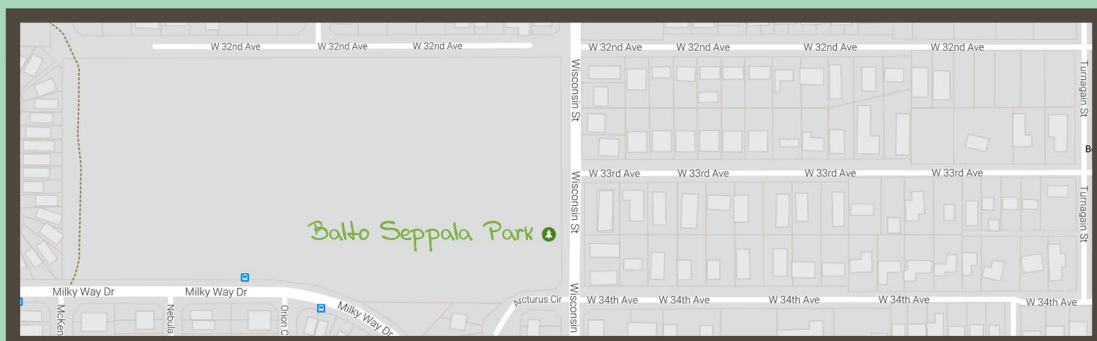 W 32nd Ave W 32nd Ave W 32nd Ave W 32nd Ave W 32nd Ave W 32nd Ave W 32nd Ave
Wisconsin St
Turnagain St
W 33rd Ave W 33rd Ave W 33rd Ave W 33rd Ave
Wisconsin St
Turnagain St
Balto Seppala Park
Milky Way Dr Milky Way Dr
Milky Way Dr
Arcturus Cir
Wisconsin
W 34th Ave W 34th Ave W 34th Ave W 34th Ave W 34th Ave
McKen
Nebula
Orion C